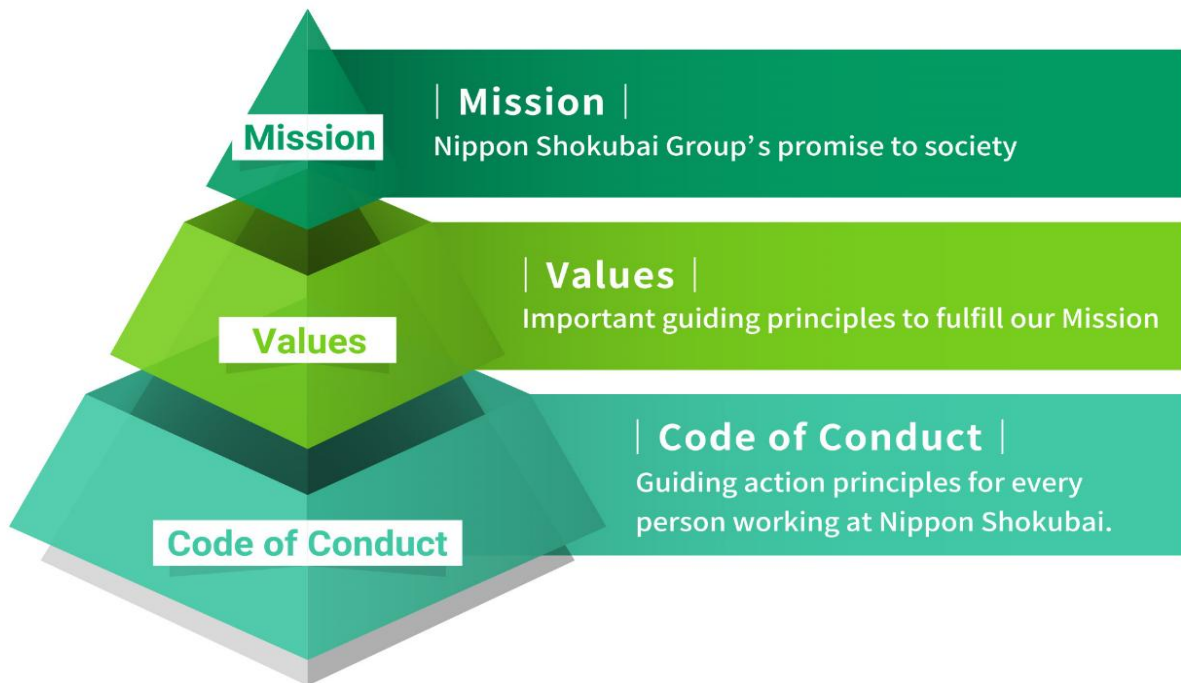 Mission
| Mission |
Nippon Shokubai Group's promise to society
Values
| Values |
Important guiding principles to fulfill our Mission
Code of Conduct
| Code of Conduct |
Guiding action principles for every
person working at Nippon Shokubai.